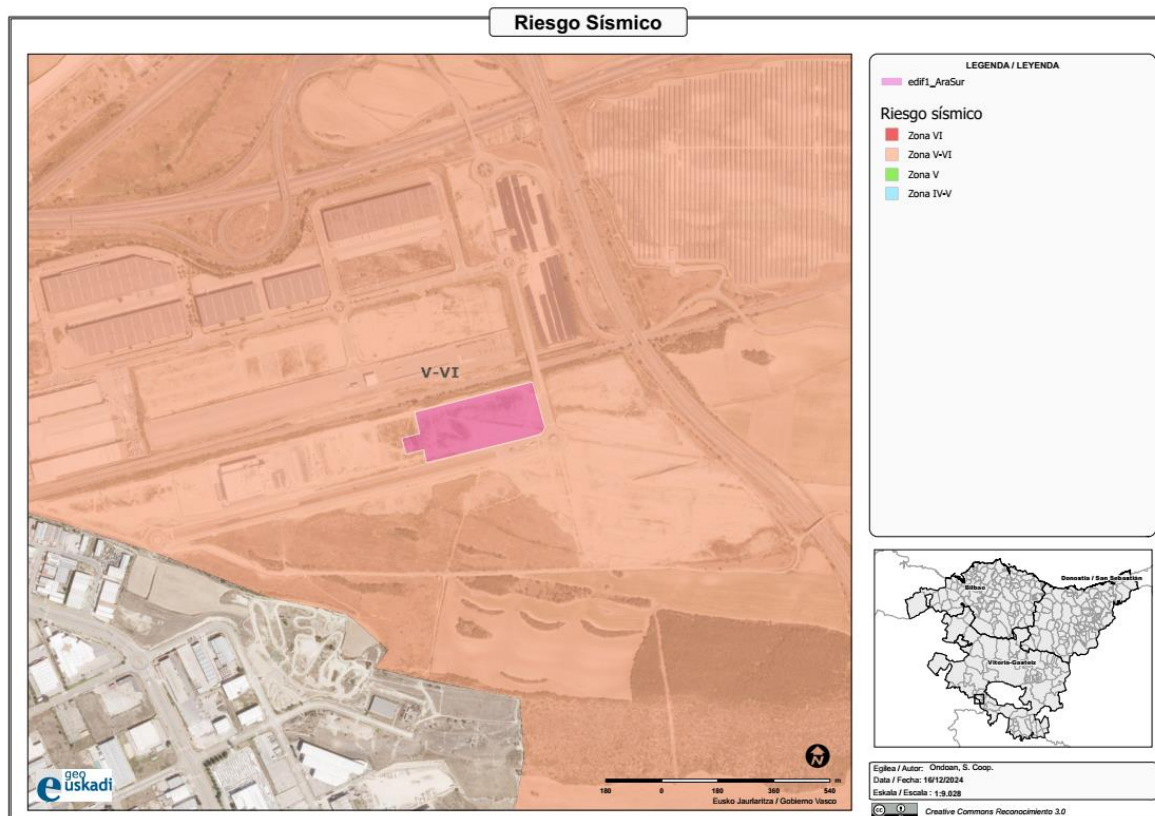 Riesgo Sísmico
LEGENDA / LEYENDA
edif1_AraSur
Riesgo sísmico
Zona VI
Zona V-VI
Zona V
Zona IV-V
V-VI
Bilbao
Donostia / San Sebastián
Vitoria-Gasteiz
geo
euskadi
180 0 180 360 540 m
Eusko Jaurlaritza / Gobierno Vasco
N
Egilea / Autor: Ondoan, S. Coop.
Data / Fecha: 16/12/2024
Eskala / Escala : 1:9.028
Creative Commons Reconocimiento 3.0